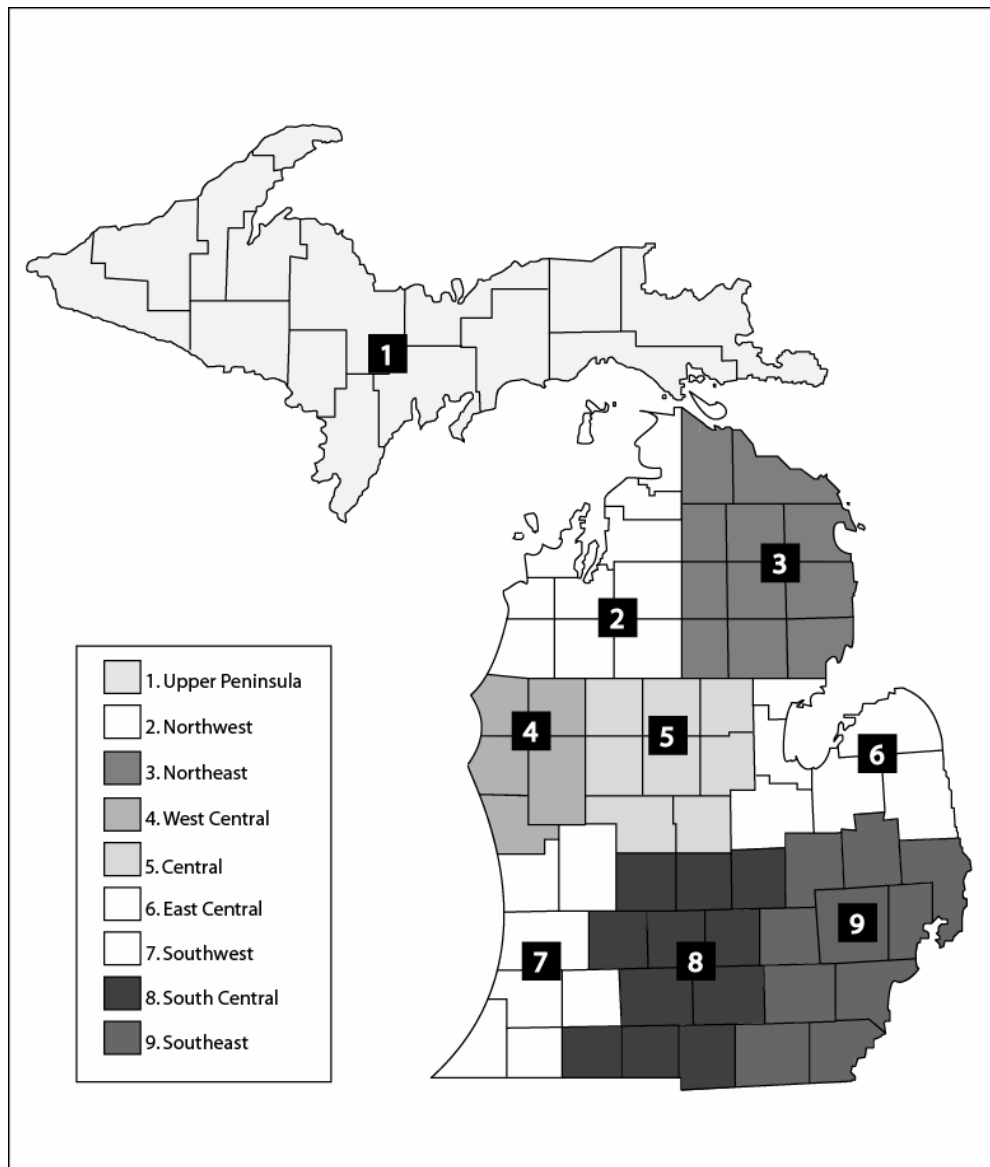 1
3
2
4
5
6
7
8
9
1. Upper Peninsula
2. Northwest
3. Northeast
4. West Central
5. Central
6. East Central
7. Southwest
8. South Central
9. Southeast